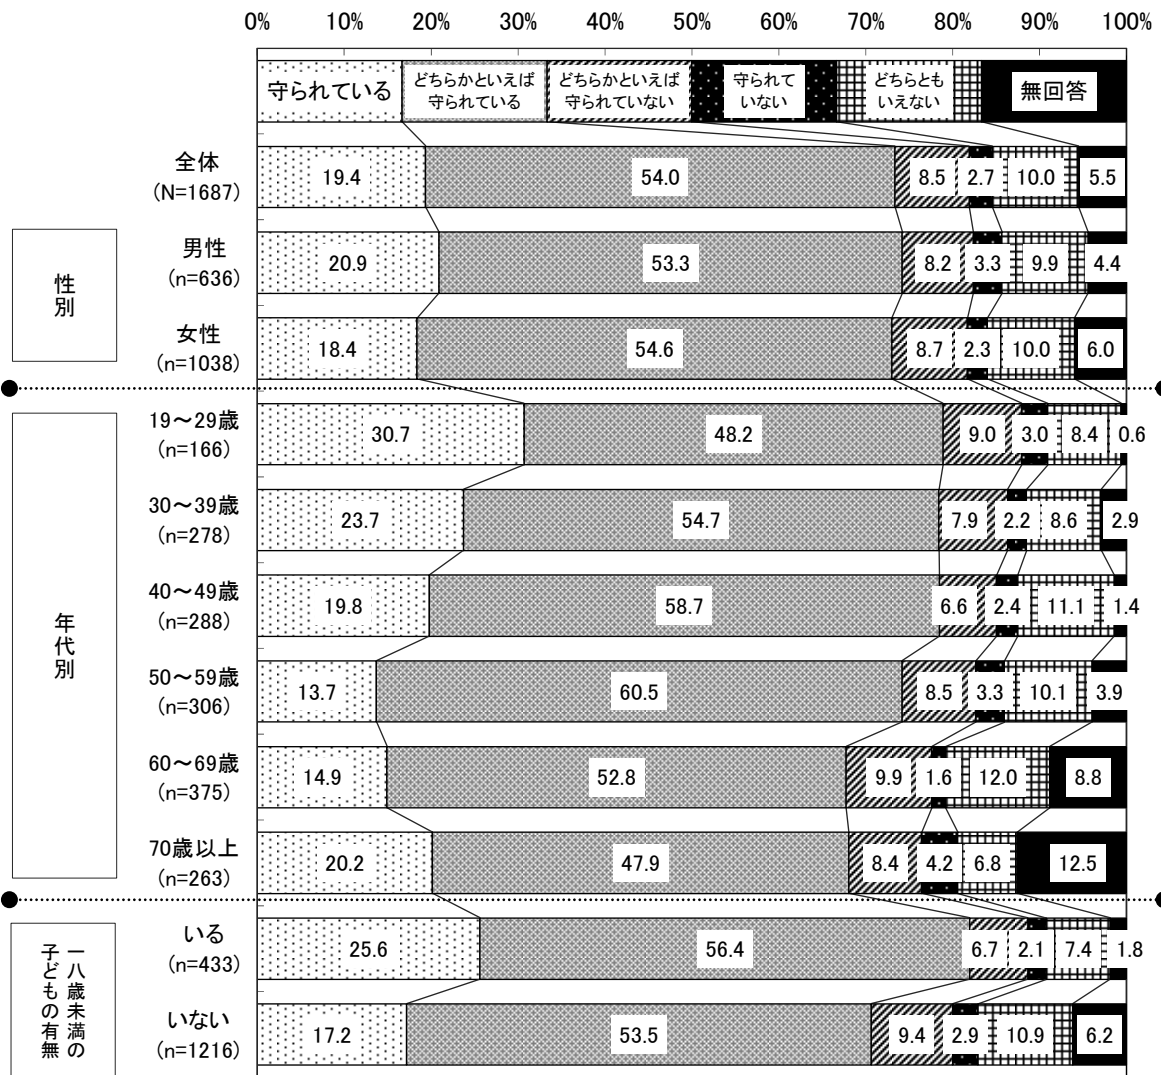 0% 10% 20% 30% 40% 50% 60% 70% 80% 90% 100%
守られている
どちらかといえば
守られている
どちらかといえば
守られていない
守られて
いない
どちらとも
いえない
無回答
全体
(N=1687)
19.4 54.0 8.5 2.7 10.0 5.5
性別
男性
(n=636)
20.9 53.3 8.2 3.3 9.9 4.4
女性
(n=1038)
18.4 54.6 8.7 2.3 10.0 6.0
年代別
19～29歳
(n=166)
30.7 48.2 9.0 3.0 8.4 0.6
30～39歳
(n=278)
23.7 54.7 7.9 2.2 8.6 2.9
40～49歳
(n=288)
19.8 58.7 6.6 2.4 11.1 1.4
50～59歳
(n=306)
13.7 60.5 8.5 3.3 10.1 3.9
60～69歳
(n=375)
14.9 52.8 9.9 1.6 12.0 8.8
70歳以上
(n=263)
20.2 47.9 8.4 4.2 6.8 12.5
一八歳未満の
子どもの有無
いる
(n=433)
25.6 56.4 6.7 2.1 7.4 1.8
いない
(n=1216)
17.2 53.5 9.4 2.9 10.9 6.2